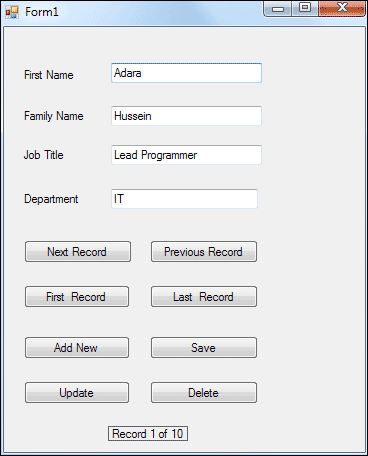 Form1
First Name Adara
Family Name Hussein
Job Title Lead Programmer
Department IT
Next Record Previous Record
First Record Last Record
Add New Save
Update Delete
Record 1 of 10